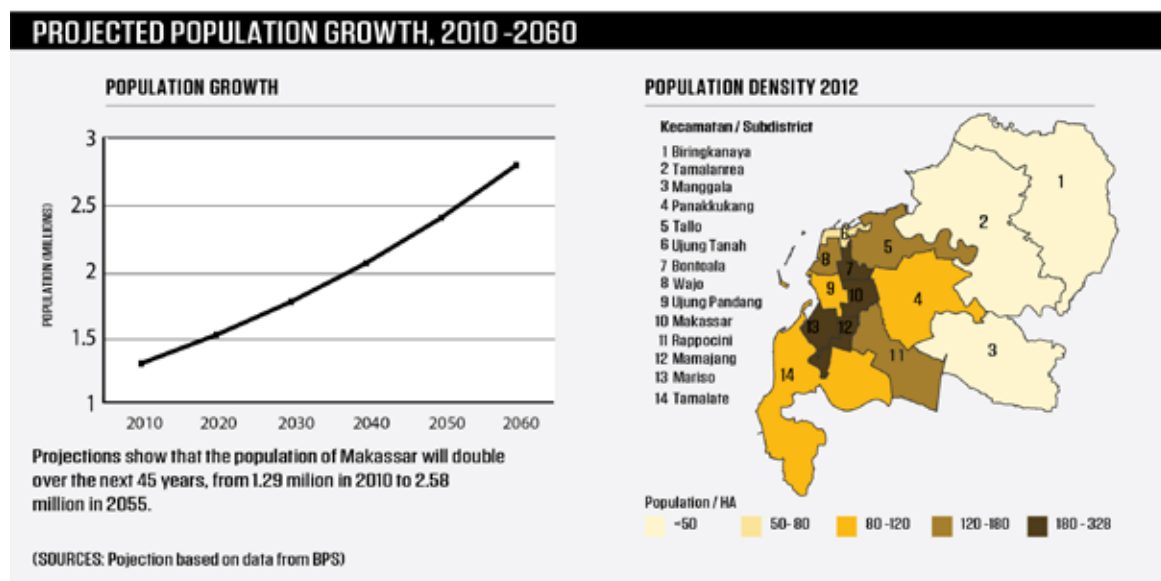 PROJECTED POPULATION GROWTH, 2010 -2060
POPULATION GROWTH
POPULATION (MILLIONS)
3
2.5
2
1.5
1
2010 2020 2030 2040 2050 2060
Projections show that the population of Makassar will double
over the next 45 years, from 1.29 milion in 2010 to 2.58
million in 2055.
(SOURCES: Pojection based on data from BPS)
POPULATION DENSITY 2012
Kecamatan / Subdistrict
1 Biringkanaya
2 Tamalanrea
3 Manggala
4 Panakkukang
5 Tallo
6 Ujung Tanah
7 Bontoala
8 Wajo
9 Ujung Pandang
10 Makassar
11 Rappocini
12 Mamajang
13 Mariso
14 Tamalate
1
2
6
5
8
7
9
10
4
13
12
11
3
14
Population / HA
<50
50-80
80-120
120-180
180 - 328